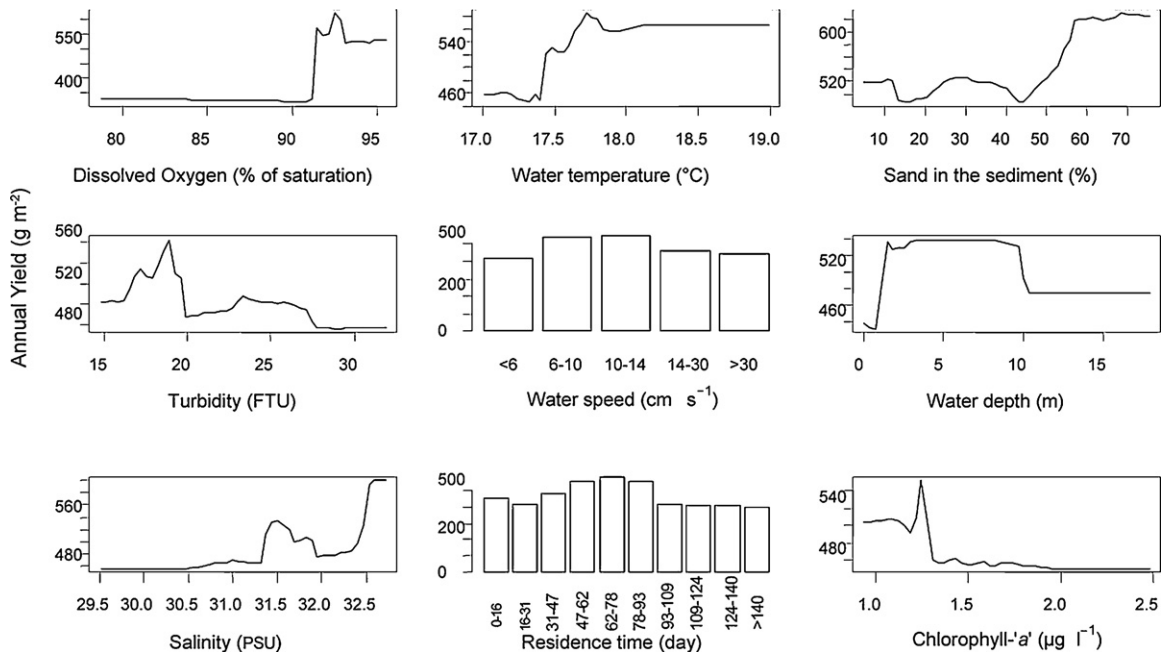 Annual Yield (g m⁻²)
550
400
80 85 90 95
Dissolved Oxygen (% of saturation)
540
460
17.0 17.5 18.0 18.5 19.0
Water temperature (°C)
600
520
10 20 30 40 50 60 70
Sand in the sediment (%)
560
520
480
15 20 25 30
Turbidity (FTU)
500
200
0
<6 6-10 10-14 14-30 >30
Water speed (cm s⁻¹)
520
460
0 5 10 15
Water depth (m)
560
480
29.5 30.0 30.5 31.0 31.5 32.0 32.5
Salinity (PSU)
500
200
0
0-16 16-31 31-47 47-62 62-78 78-93 93-109 109-124 124-140 >140
Residence time (day)
540
480
1.0 1.5 2.0 2.5
Chlorophyll-'a' (µg l⁻¹)